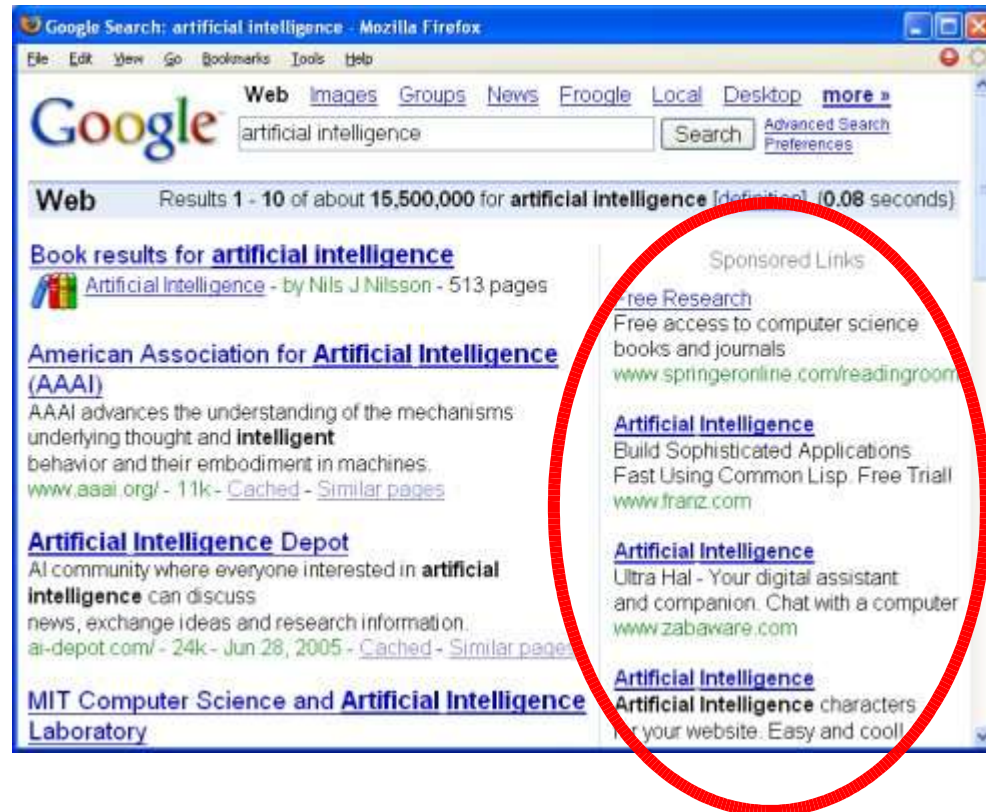 Google Search: artificial intelligence - Mozilla Firefox
File Edit View Go Bookmarks Tools Help
Google
Web Images Groups News Froogle Local Desktop more »
artificial intelligence
Search
Advanced Search
Preferences
Web
Results 1 - 10 of about 15,500,000 for artificial intelligence [definition]. (0.08 seconds)
Book results for artificial intelligence
Artificial Intelligence - by Nils J Nilsson - 513 pages
American Association for Artificial Intelligence
(AAAI)
AAAI advances the understanding of the mechanisms
underlying thought and intelligent
behavior and their embodiment in machines.
www.aaai.org/ - 11k - Cached - Similar pages
Artificial Intelligence Depot
AI community where everyone interested in artificial
intelligence can discuss
news, exchange ideas and research information.
ai-depot.com/ - 24k - Jun 28, 2005 - Cached - Similar pages
MIT Computer Science and Artificial Intelligence
Laboratory
Sponsored Links
Free Research
Free access to computer science
books and journals
www.springeronline.com/readingroom
Artificial Intelligence
Build Sophisticated Applications
Fast Using Common Lisp. Free Trial!
www.franz.com
Artificial Intelligence
Ultra Hal - Your digital assistant
and companion. Chat with a computer
www.zabaware.com
Artificial Intelligence
Artificial Intelligence characters
for your website. Easy and cool!